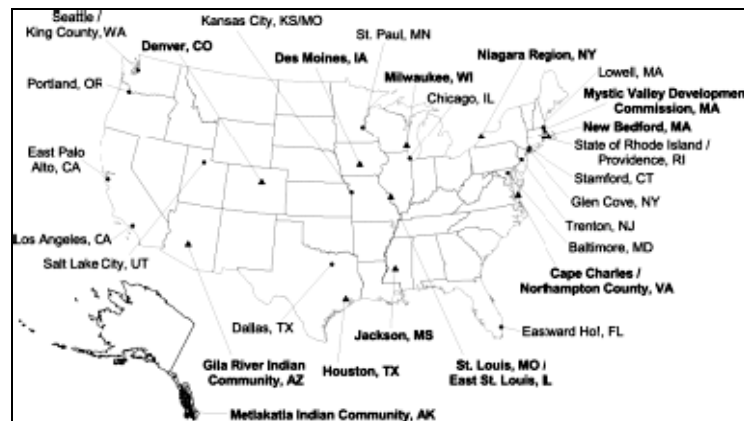 Seattle /
King County, WA
Kansas City, KS/MO
Denver, CO
St. Paul, MN
Des Moines, IA
Niagara Region, NY
Milwaukee, WI
Lowell, MA
Portland, OR
Chicago, IL
Mystic Valley Development
Commission, MA
New Bedford, MA
State of Rhode Island /
Providence, RI
East Palo
Alto, CA
Stamford, CT
Glen Cove, NY
Trenton, NJ
Los Angeles, CA
Baltimore, MD
Salt Lake City, UT
Cape Charles /
Northampton County, VA
Dallas, TX
Jackson, MS
Eastward Ho!, FL
Gila River Indian
Community, AZ
Houston, TX
St. Louis, MO /
East St. Louis, IL
Metlakatla Indian Community, AK